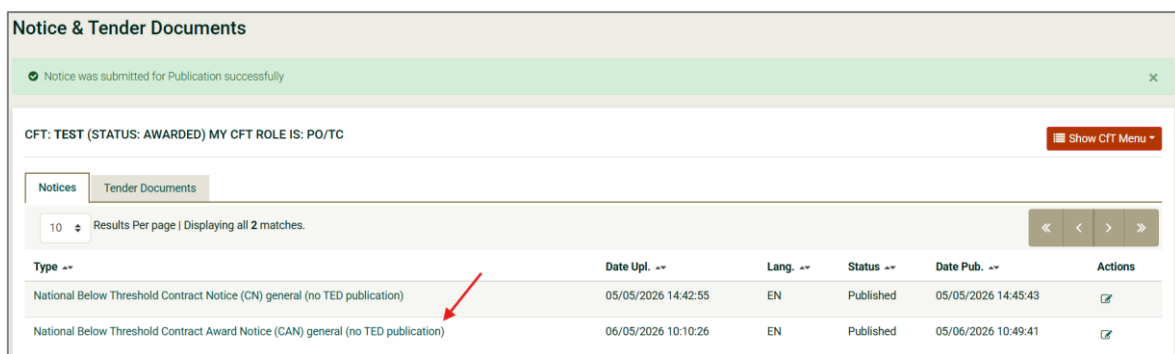 Notice & Tender Documents
Notice was submitted for Publication successfully ×
CFT: TEST (STATUS: AWARDED) MY CFT ROLE IS: PO/TC
Show CfT Menu
Notices Tender Documents
10 Results Per page | Displaying all 2 matches. « < > »
Type Date Upl. Lang. Status Date Pub. Actions
National Below Threshold Contract Notice (CN) general (no TED publication) 05/05/2026 14:42:55 EN Published 05/05/2026 14:45:43
National Below Threshold Contract Award Notice (CAN) general (no TED publication) 06/05/2026 10:10:26 EN Published 05/06/2026 10:49:41